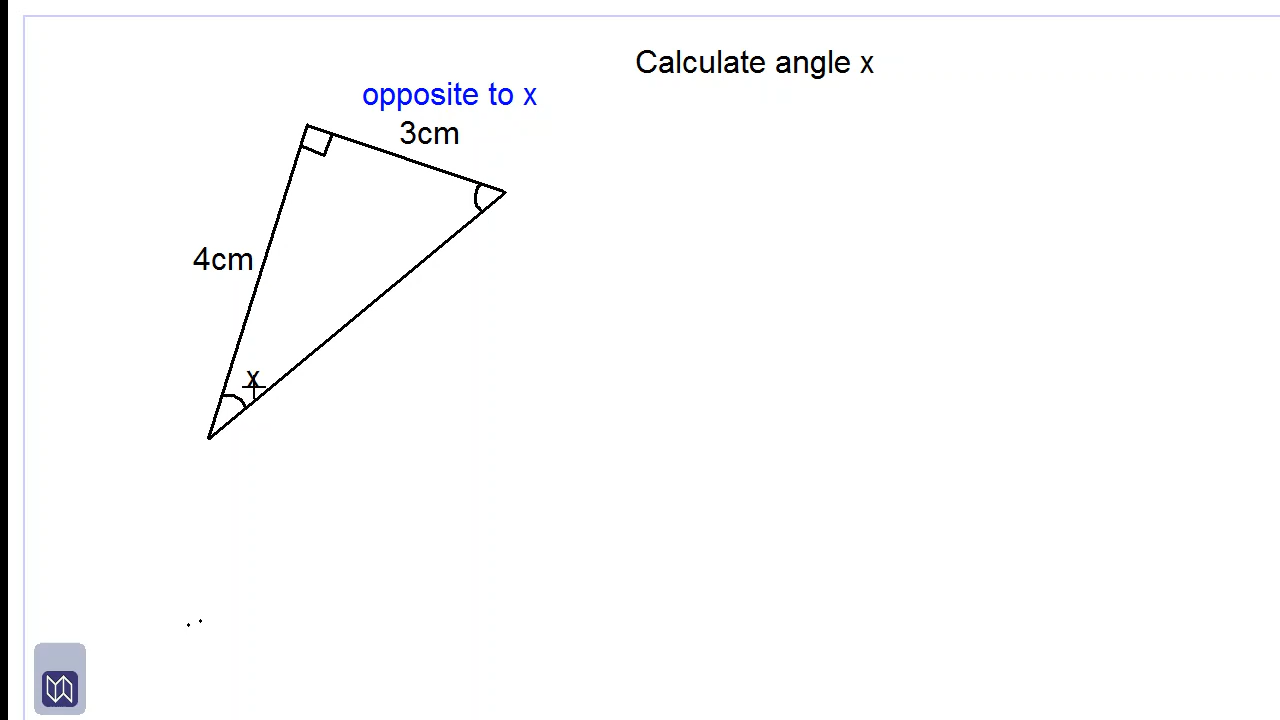 Calculate angle x
opposite to x
3cm
4cm
x